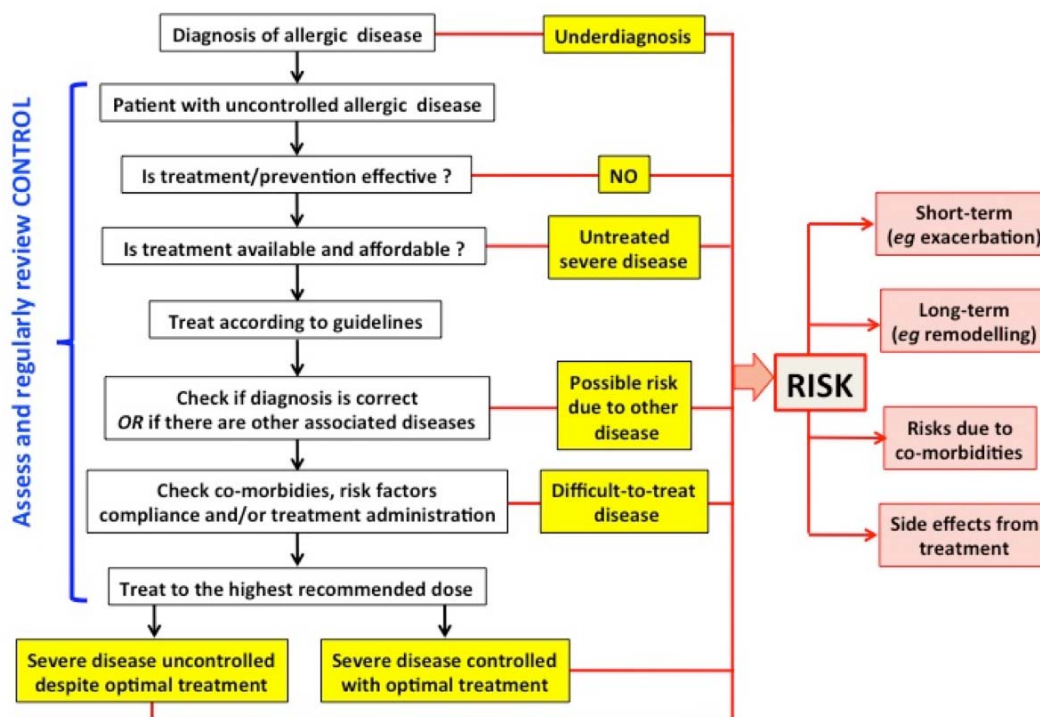 Diagnosis of allergic disease
Underdiagnosis
Assess and regularly review CONTROL
Patient with uncontrolled allergic disease
Is treatment/prevention effective ?
NO
Is treatment available and affordable ?
Untreated
severe disease
Treat according to guidelines
Check if diagnosis is correct
OR if there are other associated diseases
Possible risk
due to other
disease
Check co-morbidies, risk factors
compliance and/or treatment administration
Difficult-to-treat
disease
Treat to the highest recommended dose
Severe disease uncontrolled
despite optimal treatment
Severe disease controlled
with optimal treatment
RISK
Short-term
(eg exacerbation)
Long-term
(eg remodelling)
Risks due to
co-morbidities
Side effects from
treatment